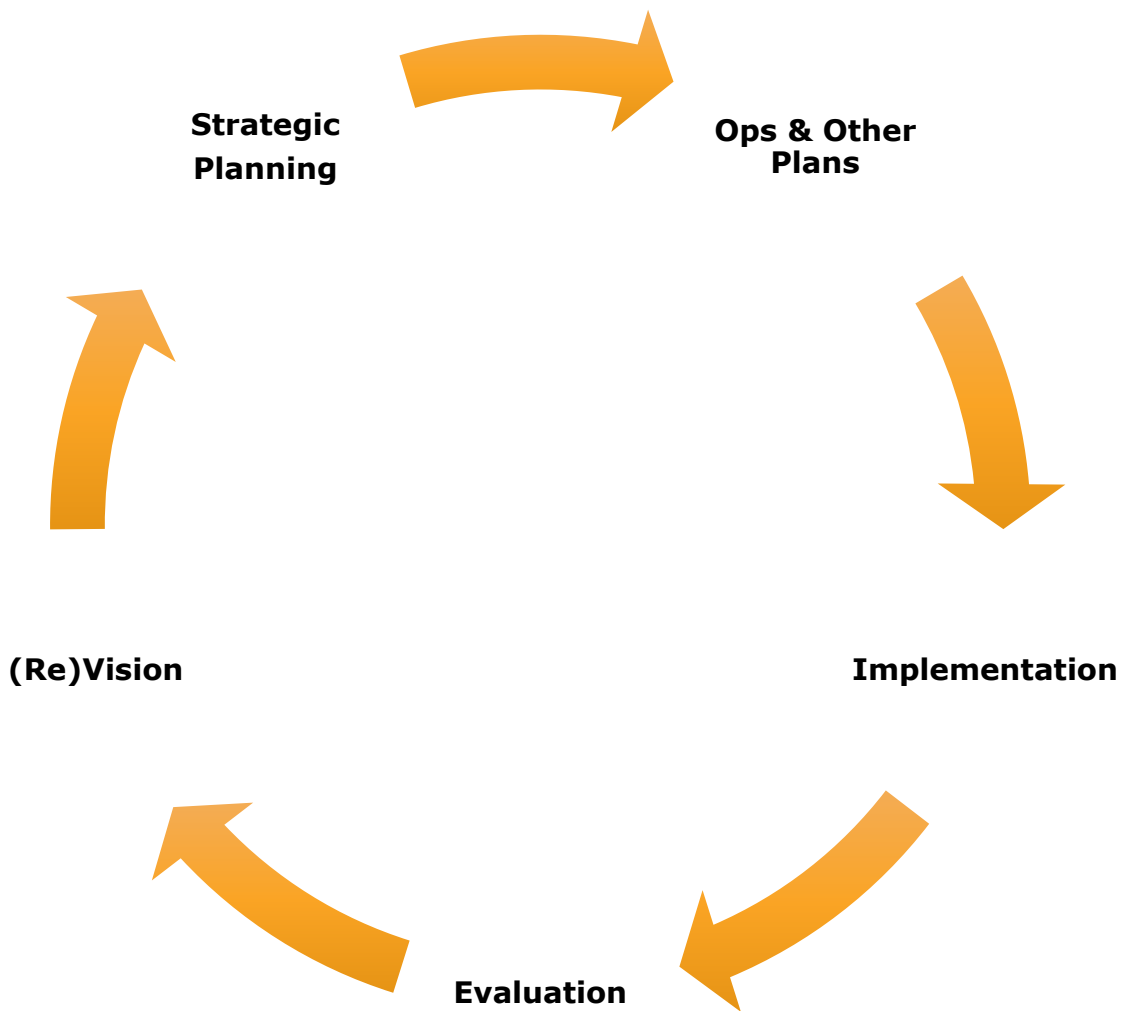 Strategic
Planning
Ops & Other
Plans
Implementation
Evaluation
(Re)Vision